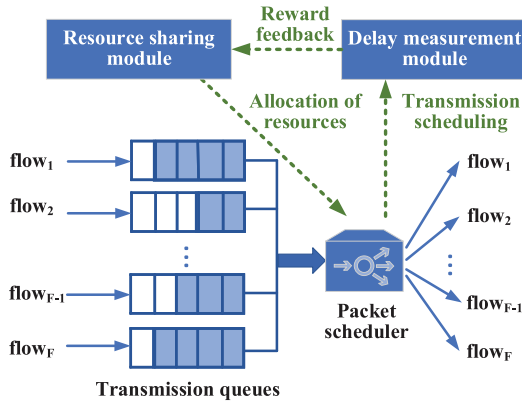 Resource sharing
module
Reward
feedback
Delay measurement
module
Allocation of
resources
Transmission
scheduling
flow1
flow2
flowF-1
flowF
Transmission queues
Packet
scheduler
flow1
flow2
flowF-1
flowF